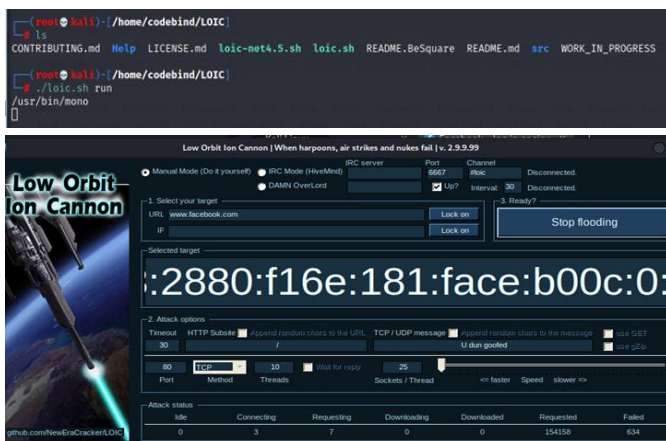 (root💀kali)-[/home/codebind/LOIC]
# ls
CONTRIBUTING.md Help LICENSE.md loic-net4.5.sh loic.sh README.BeSquare README.md src WORK_IN_PROGRESS
(root💀kali)-[/home/codebind/LOIC]
# ./loic.sh run
/usr/bin/mono
Low Orbit Ion Cannon | When harpoons, air strikes and nukes fail | v. 2.9.9.99
Low Orbit
Ion Cannon
IRC server Port Channel
Manual Mode (Do it yourself) IRC Mode (HiveMind) 6667 #loic Disconnected.
DAMN OverLord Up? Interval: 30 Disconnected.
1. Select your target
URL www.facebook.com Lock on
IF Lock on
3. Ready?
Stop flooding
Selected target
:2880:f16e:181:face:b00c:0:
2. Attack options
Timeout HTTP Subsite Append random chars to the URL TCP / UDP message Append random chars to the message use GET
30 / U dun goofed use gZip
80 TCP 10 Wait for reply 25 <= faster Speed slower =>
Port Method Threads Sockets / Thread
Attack status
Idle Connecting Requesting Downloading Downloaded Requested Failed
0 3 7 0 0 154158 634
github.com/NewEraCracker/LOIC